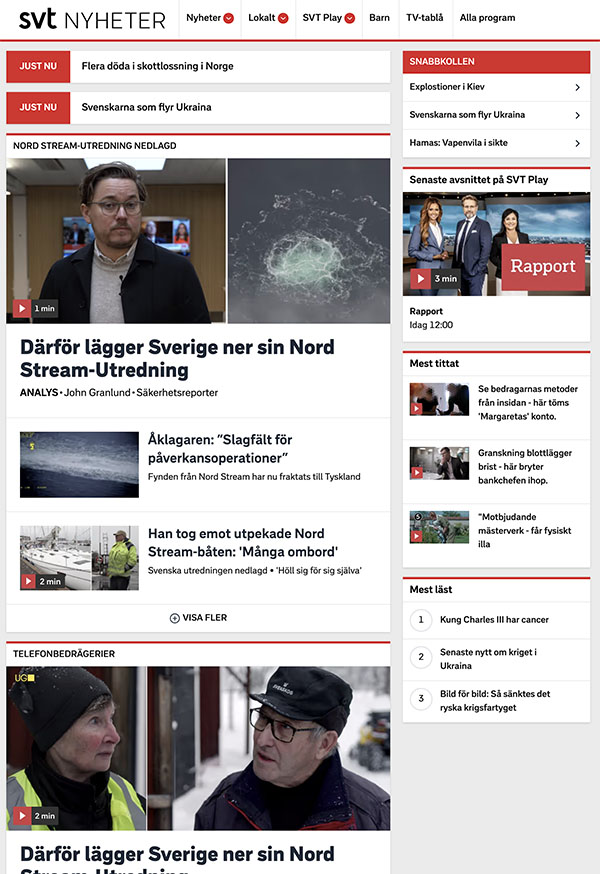 svt NYHETER
Nyheter
Lokalt
SVT Play
Barn
TV-tablå
Alla program
JUST NU
Flera döda i skottlossning i Norge
JUST NU
Svenskarna som flyr Ukraina
NORD STREAM-UTREDNING NEDLAGD
1 min
Därför lägger Sverige ner sin Nord
Stream-Utredning
ANALYS • John Granlund • Säkerhetsreporter
Åklagaren: ”Slagfält för
påverkansoperationer”
Fynden från Nord Stream har nu fraktats till Tyskland
2 min
Han tog emot utpekade Nord
Stream-båten: 'Många ombord'
Svenska utredningen nedlagd • 'Höll sig för sig själva'
VISA FLER
TELEFONBEDRÄGERIER
UG
2 min
Därför lägger Sverige ner sin Nord
Stream-Utredning
SNABBKOLLEN
Explostioner i Kiev
Svenskarna som flyr Ukraina
Hamas: Vapenvila i sikte
Senaste avsnittet på SVT Play
3 min
Rapport
Rapport
Idag 12:00
Mest tittat
Se bedragarnas metoder
från insidan - här töms
'Margaretas' konto.
Granskning blottlägger
brist - här bryter
bankchefen ihop.
”Motbjudande
mästerverk - får fysiskt
illa
Mest läst
1 Kung Charles III har cancer
2 Senaste nytt om kriget i
Ukraina
3 Bild för bild: Så sänktes det
ryska krigsfartyget